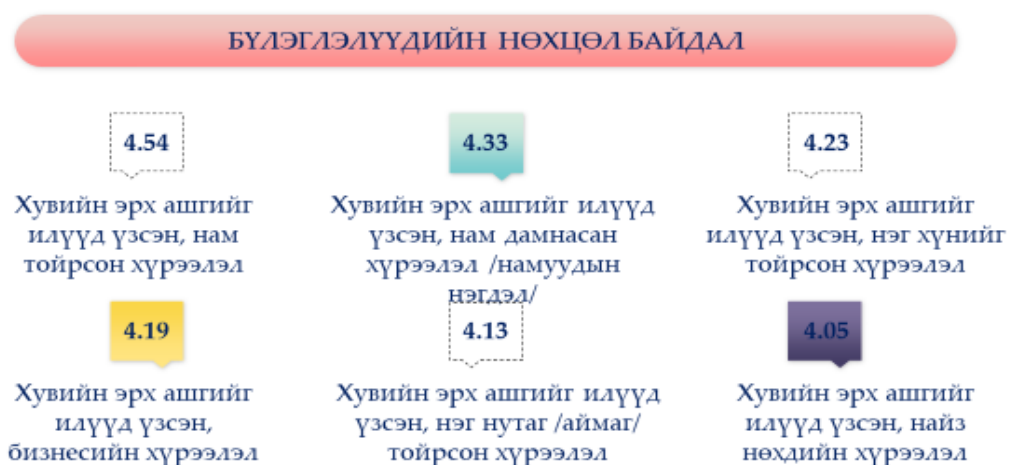 БҮЛЭГЛЭЛҮҮДИЙН НӨХЦӨЛ БАЙДАЛ
4.54
Хувийн эрх ашгийг
илүүд үзсэн, нам
тойрсон хүрээлэл
4.33
Хувийн эрх ашгийг илүүд
үзсэн, нам дамнасан
хүрээлэл /намуудын
нэгдэл/
4.23
Хувийн эрх ашгийг
илүүд үзсэн, нэг хүнийг
тойрсон хүрээлэл
4.19
Хувийн эрх ашгийг
илүүд үзсэн,
бизнесийн хүрээлэл
4.13
Хувийн эрх ашгийг илүүд
үзсэн, нэг нутаг /аймаг/
тойрсон хүрээлэл
4.05
Хувийн эрх ашгийг
илүүд үзсэн, найз
нөхдийн хүрээлэл